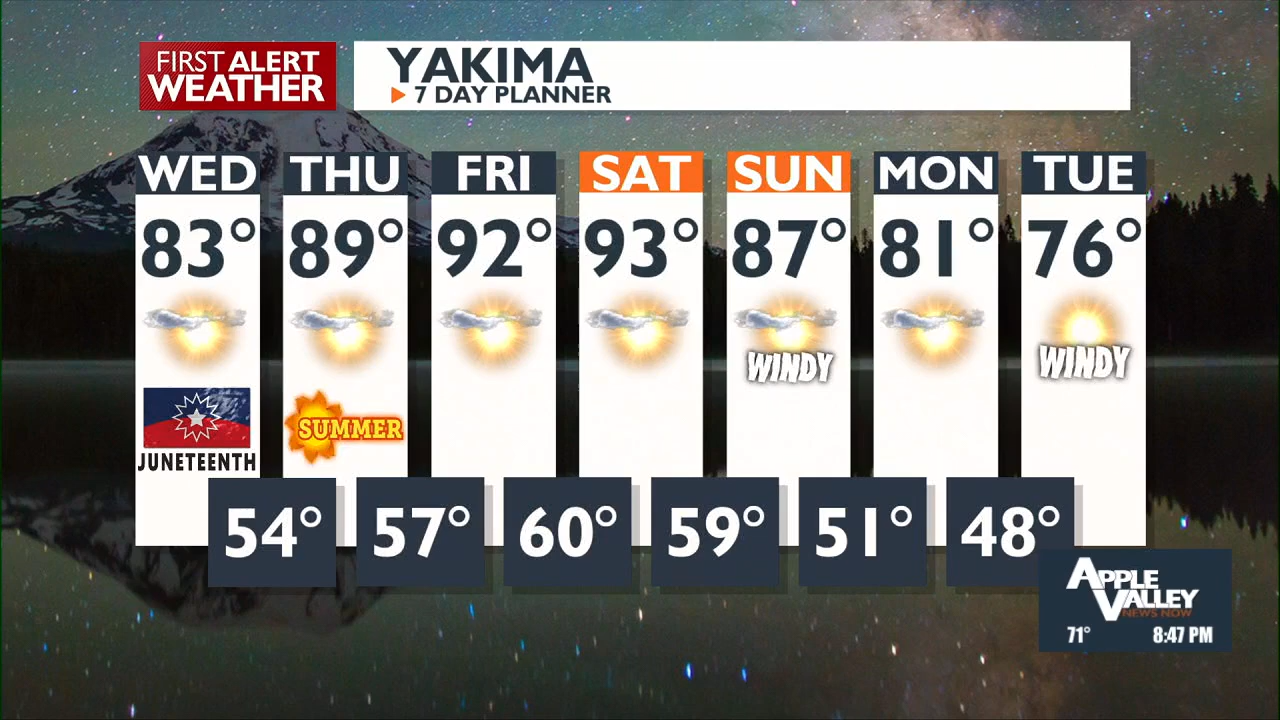 FIRST ALERT
WEATHER
YAKIMA
7 DAY PLANNER
WED THU FRI SAT SUN MON TUE
83° 89° 92° 93° 87° 81° 76°
WINDY WINDY
SUMMER
JUNETEENTH
54° 57° 60° 59° 51° 48°
APPLE
VALLEY
NEWS NOW
71° 8:47 PM